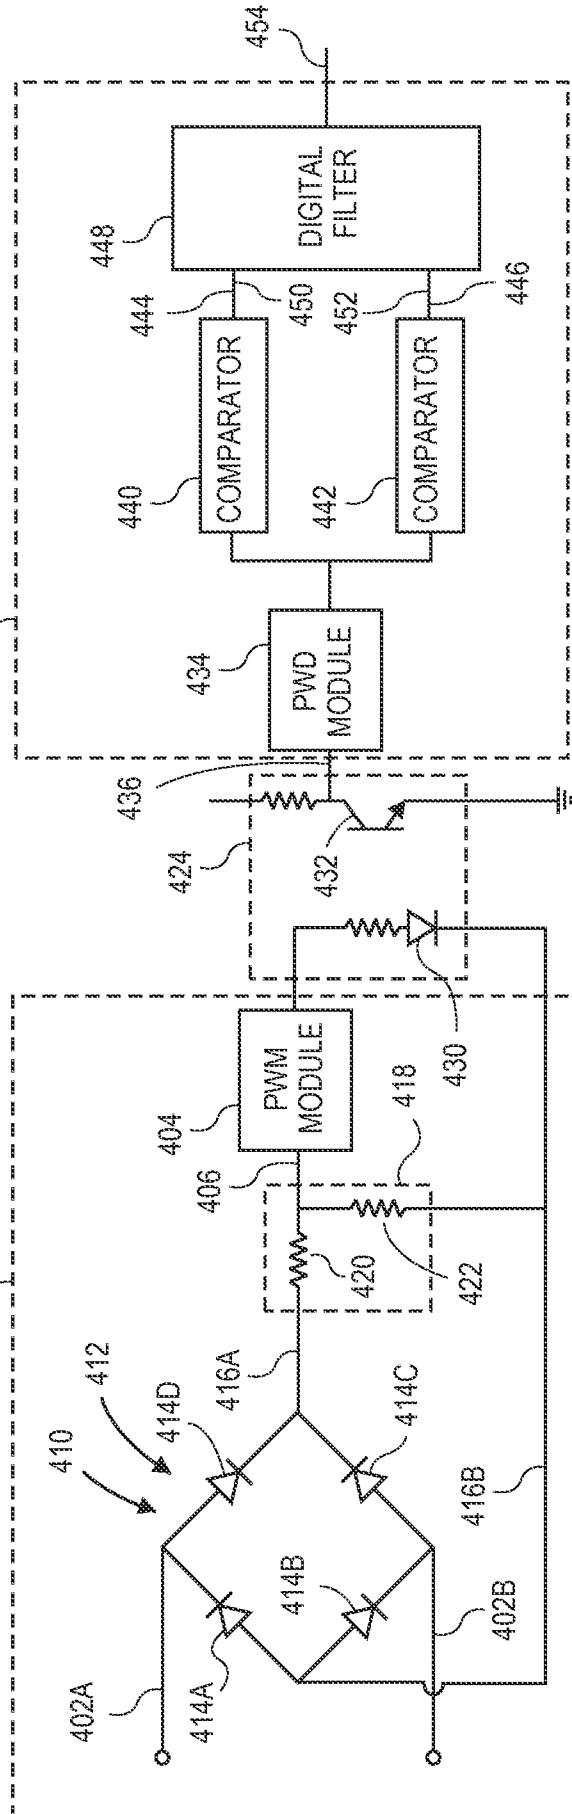 402A
414A
410
412
414D
414B
414C
402B
416A
416B
420
422
418
406
404
PWM
MODULE
430
424
432
436
434
PWD
MODULE
440
COMPARATOR
442
COMPARATOR
444
450
452
446
448
DIGITAL
FILTER
454